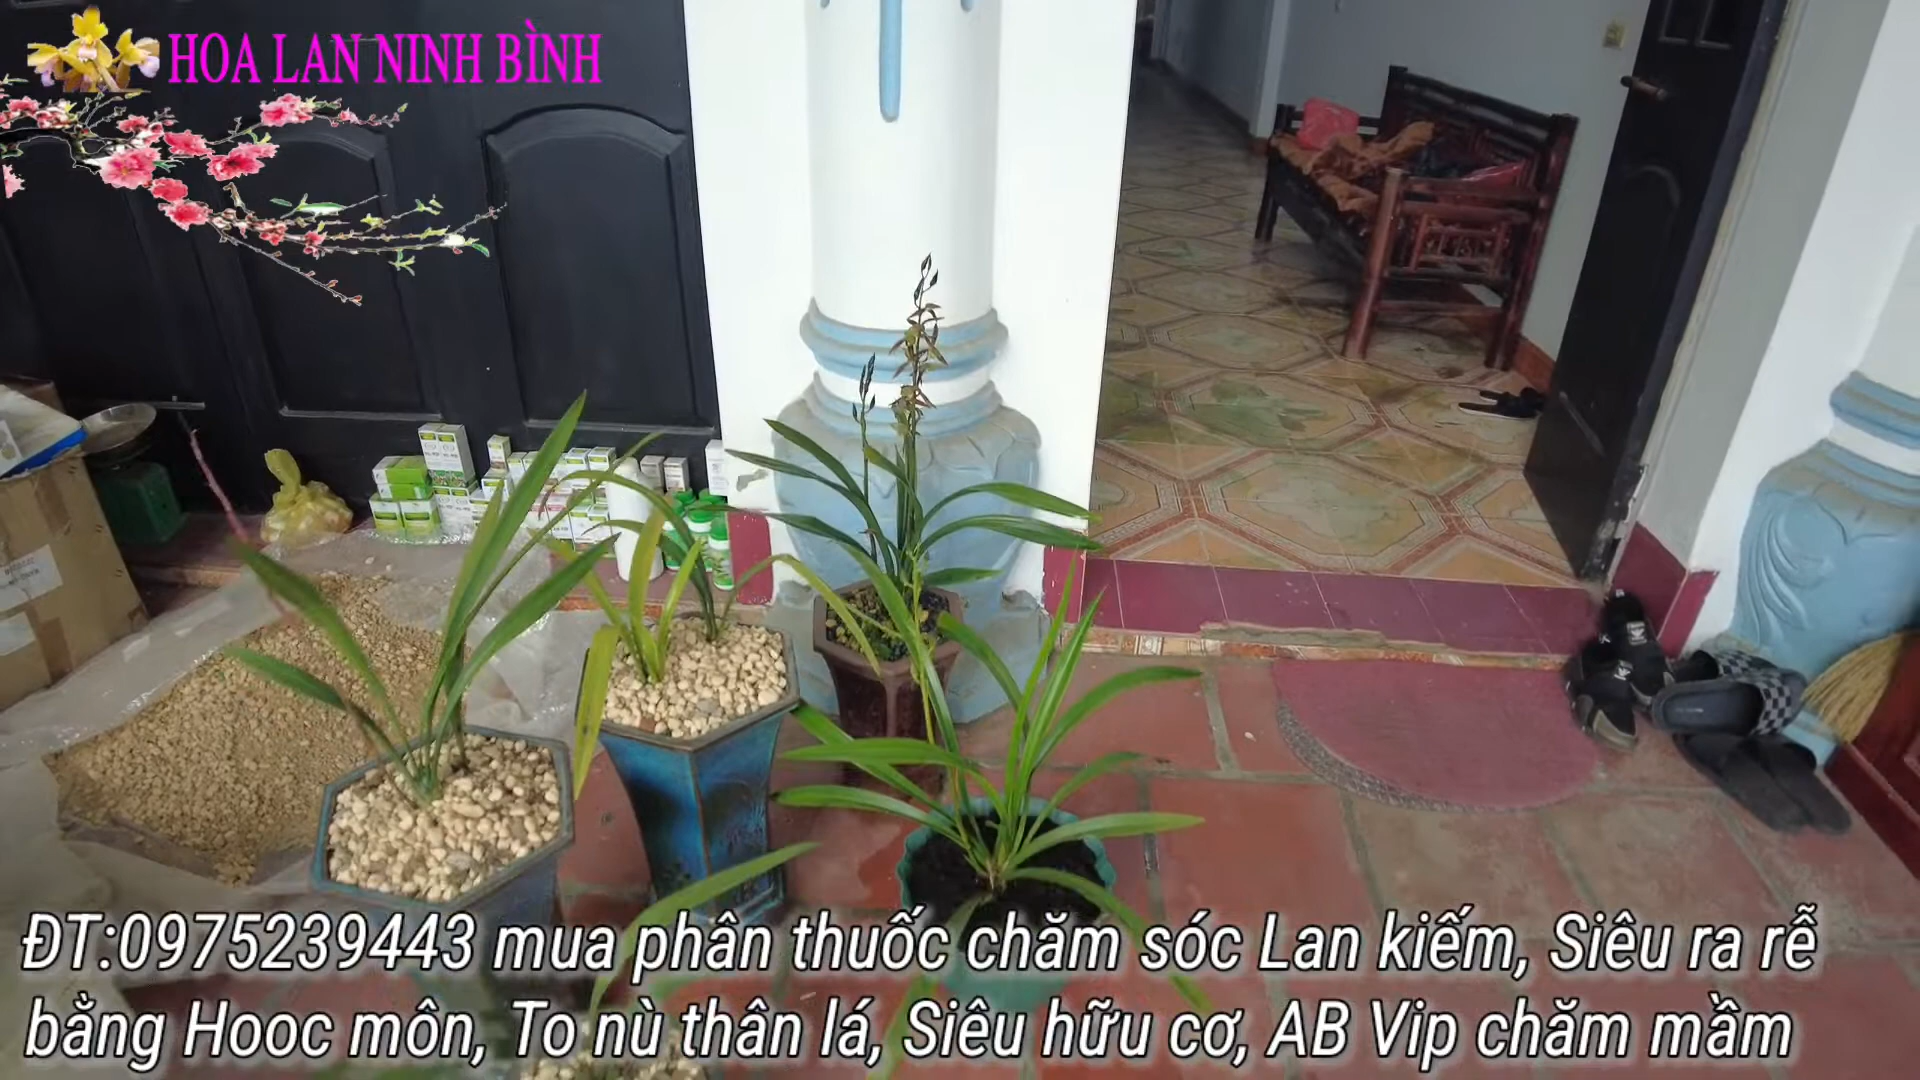 HOA LAN NINH BÌNH
ĐT:0975239443 mua phân thuốc chăm sóc Lan kiếm, Siêu ra rễ
bằng Hooc môn, To nù thân lá, Siêu hữu cơ, AB Vip chăm mầm